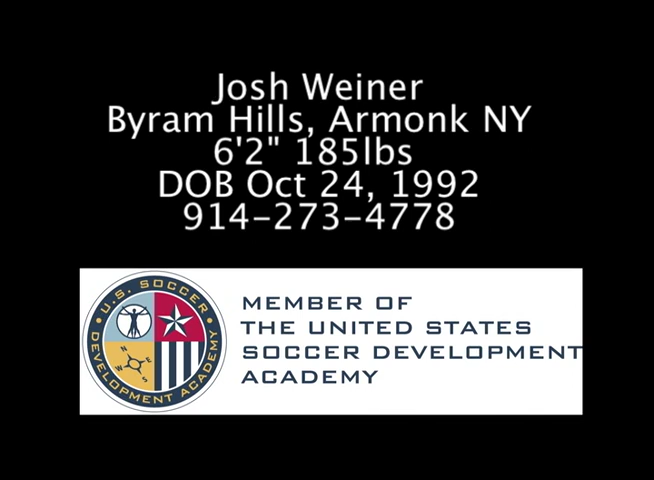 Josh Weiner
Byram Hills, Armonk NY
6'2" 185lbs
DOB Oct 24, 1992
914-273-4778
U.S. SOCCER
DEVELOPMENT ACADEMY
N
E
W
S
MEMBER OF
THE UNITED STATES
SOCCER DEVELOPMENT
ACADEMY